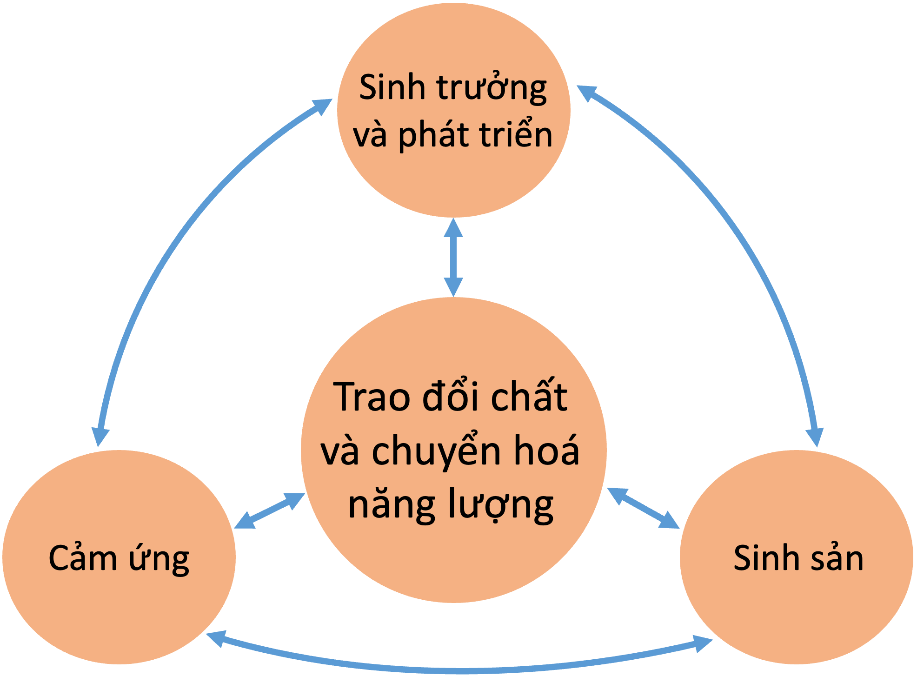 Sinh trưởng
và phát triển
Trao đổi chất
và chuyển hoá
năng lượng
Cảm ứng
Sinh sản